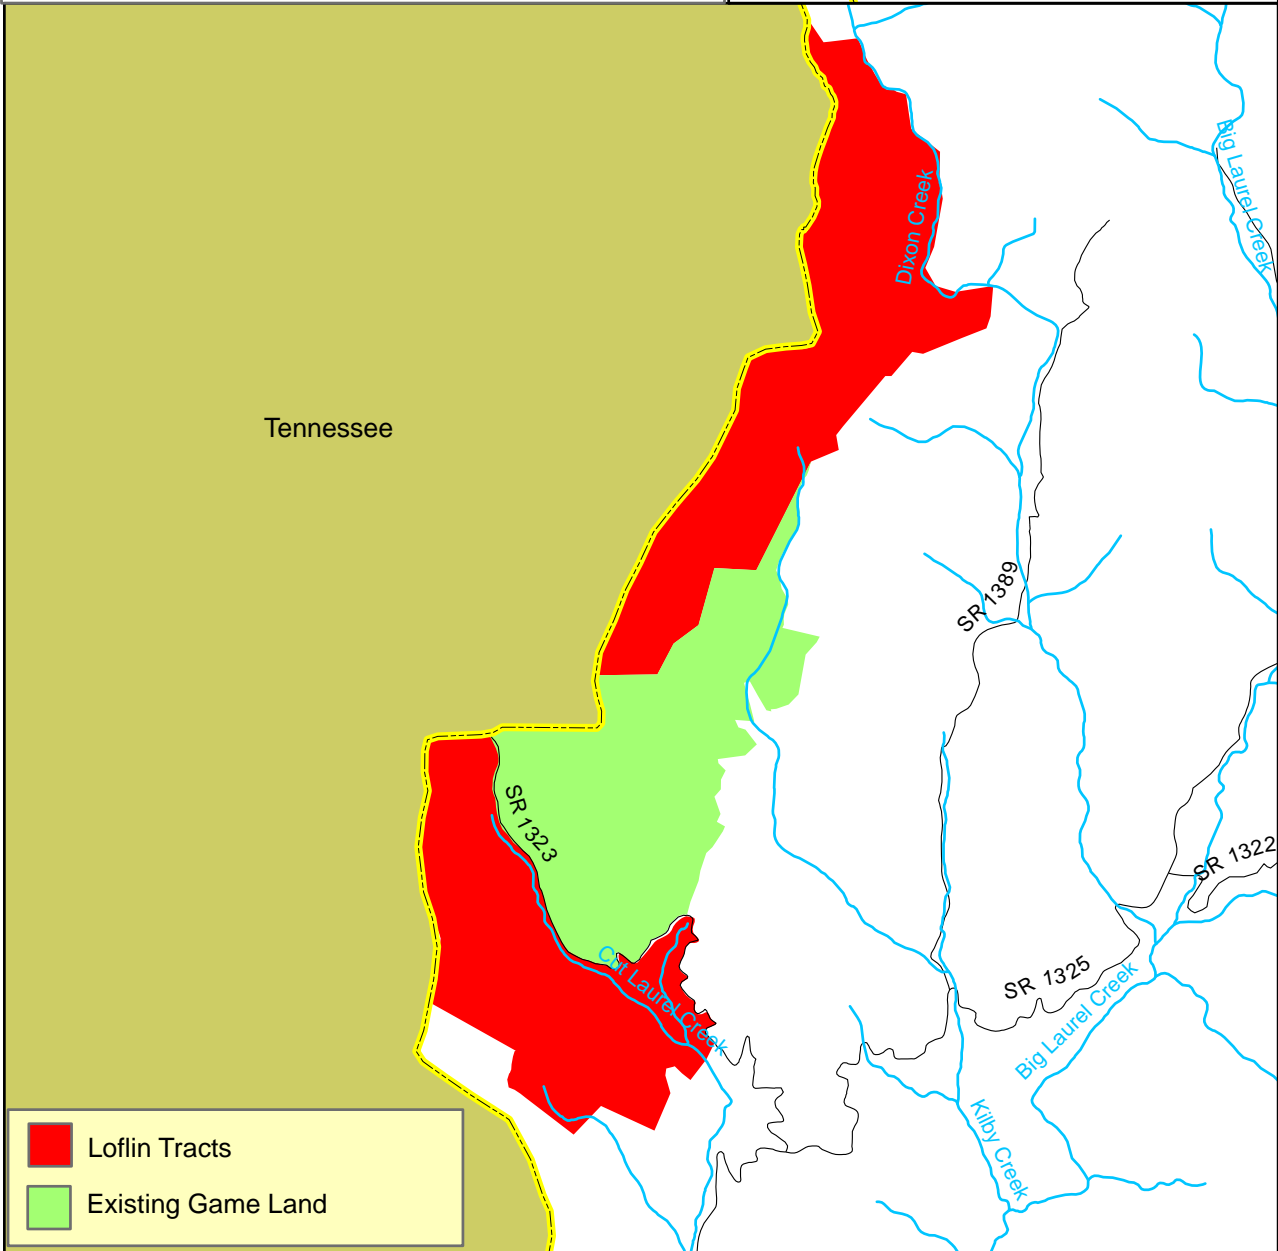 Big Laurel Creek
Dixon Creek
Tennessee
SR 1389
SR 1323
SR 1322
Cut Laurel Creek
SR 1325
Big Laurel Creek
Kilby Creek
Loflin Tracts
Existing Game Land